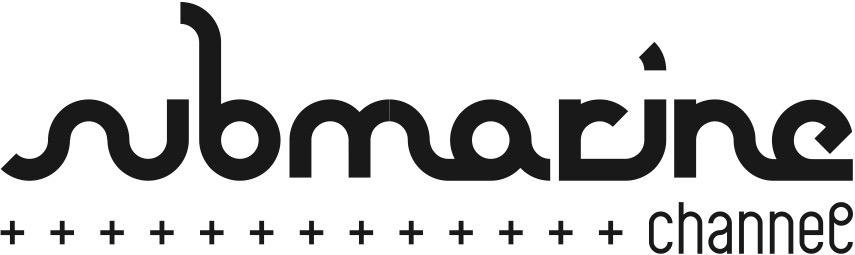 submarine
+ + + + + + + + + + + + + channel